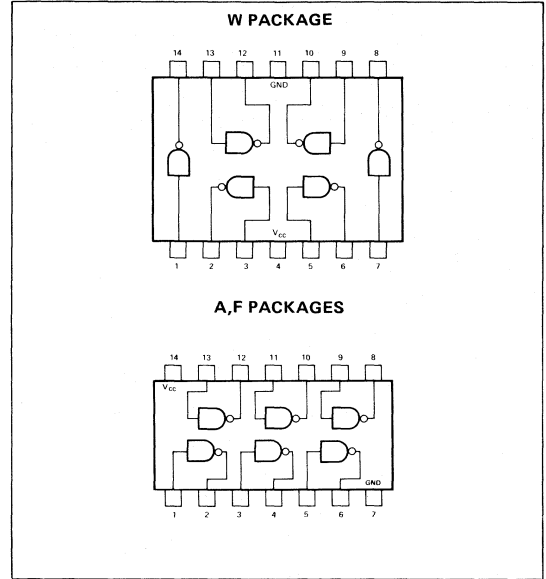 W PACKAGE
14 13 12 11 10 9 8
GND
Vcc
1 2 3 4 5 6 7
A,F PACKAGES
14 13 12 11 10 9 8
Vcc
GND
1 2 3 4 5 6 7